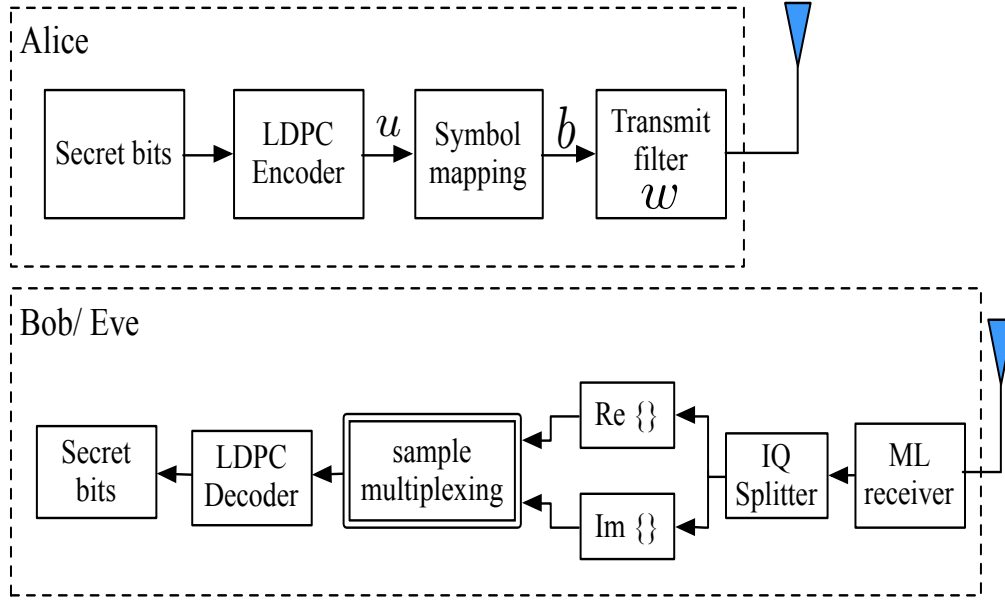 Alice
Secret bits
LDPC
Encoder
u
Symbol
mapping
b
Transmit
filter
w
Bob/ Eve
Secret
bits
LDPC
Decoder
sample
multiplexing
Re {}
Im {}
IQ
Splitter
ML
receiver